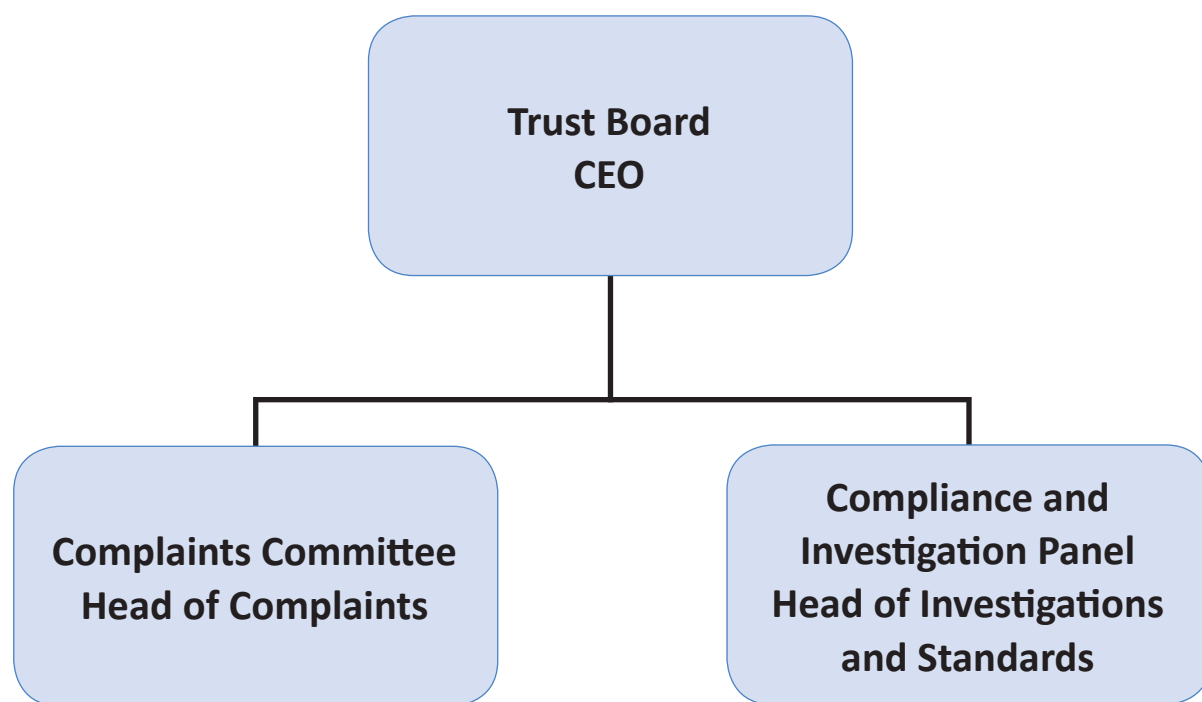 Trust Board
CEO
Complaints Committee
Head of Complaints
Compliance and
Investigation Panel
Head of Investigations
and Standards